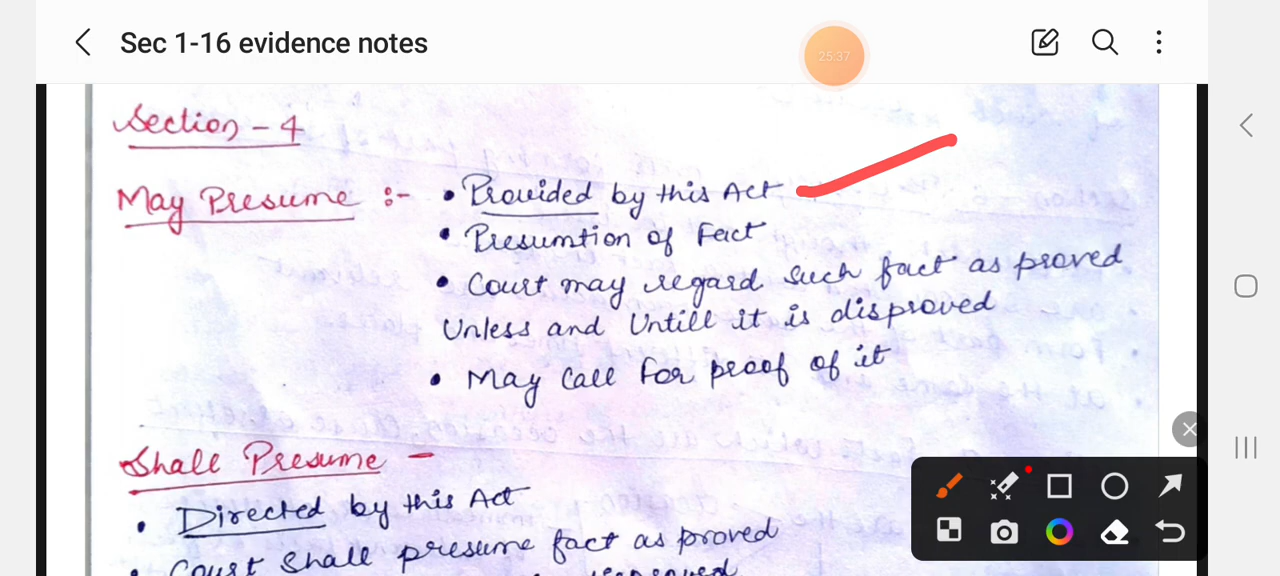 Sec 1-16 evidence notes
25:37
Section - 4
May Presume :- • Provided by this Act
• Presumtion of Fact
• Court may regard such fact as proved
Unless and Untill it is disproved
• May Call For proof of it
Shall Presume -
• Directed by this Act
• Court Shall presume fact as proved